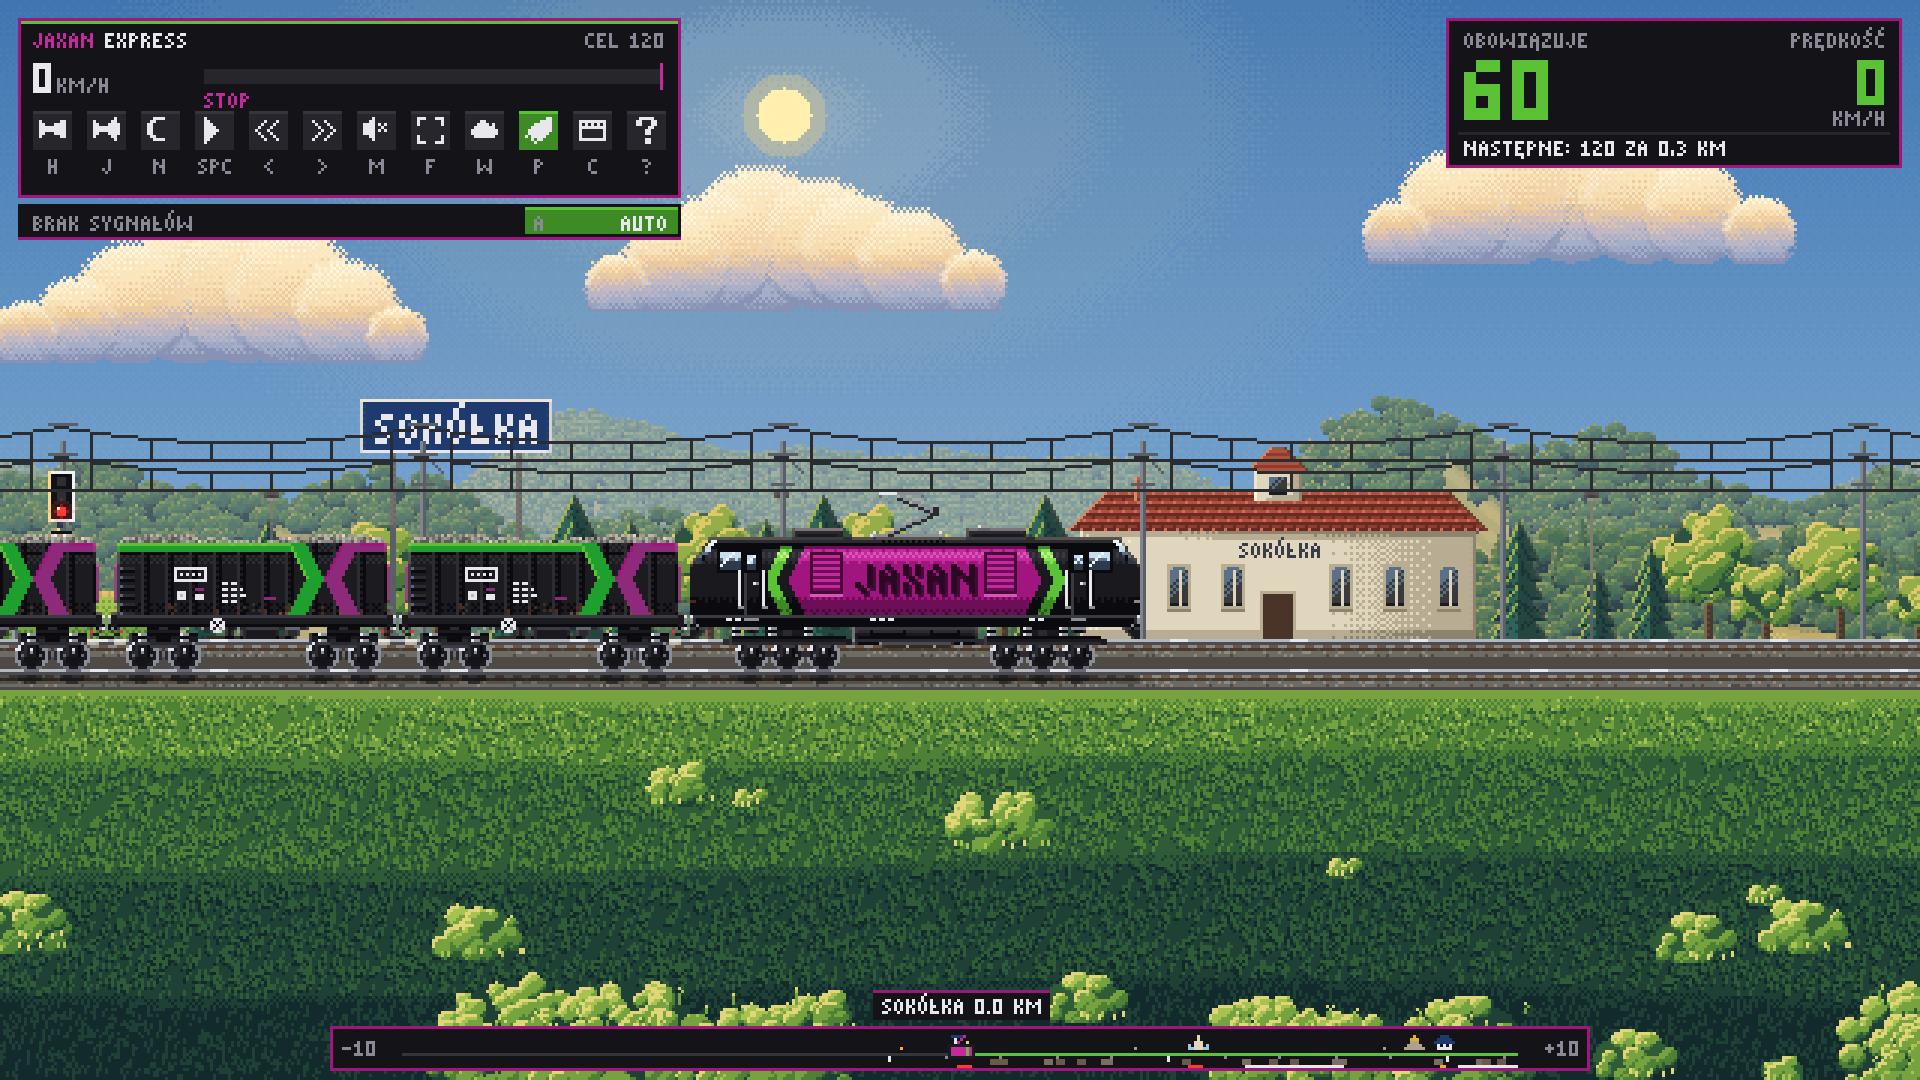 JAXAN EXPRESS CEL 120
0 KM/H
STOP
H J N SPC < > M F W P C ?
BRAK SYGNAŁÓW A AUTO
OBOWIĄZUJE PRĘDKOŚĆ
60 0
KM/H
NASTĘPNE: 120 ZA 0.3 KM
SOKÓŁKA
SOKÓŁKA
JAXAN
SOKÓŁKA 0.0 KM
-10 +10